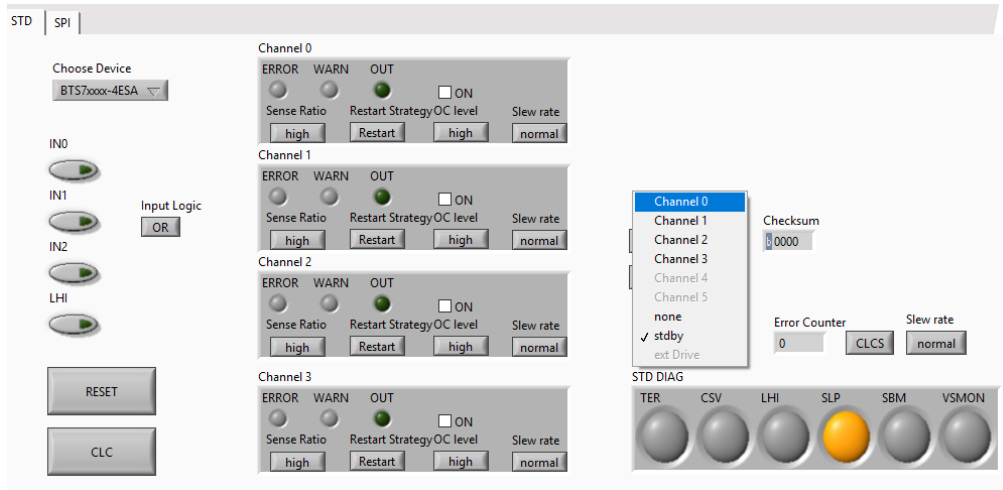 STD SPI
Choose Device
BTS7xxxx-4ESA
IN0
IN1
Input Logic
OR
IN2
LHI
RESET
CLC
Channel 0
ERROR WARN OUT
ON
Sense Ratio Restart Strategy OC level Slew rate
high Restart high normal
Channel 1
ERROR WARN OUT
ON
Sense Ratio Restart Strategy OC level Slew rate
high Restart high normal
Channel 2
ERROR WARN OUT
ON
Sense Ratio Restart Strategy OC level Slew rate
high Restart high normal
Channel 3
ERROR WARN OUT
ON
Sense Ratio Restart Strategy OC level Slew rate
high Restart high normal
Channel 0
Channel 1
Channel 2
Channel 3
Channel 4
Channel 5
none
✓ stdby
ext Drive
Checksum
b 0000
Error Counter Slew rate
0 CLCS normal
STD DIAG
TER CSV LHI SLP SBM VSMON